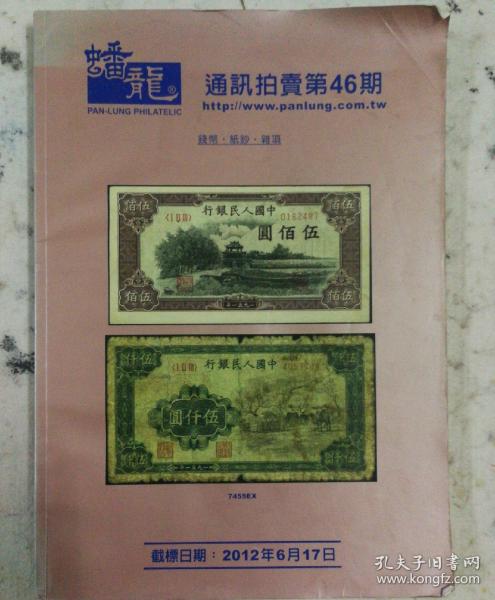 蟠龍®
PAN-LUNG PHILATELIC
通訊拍賣第46期
http://www.panlung.com.tw
錢幣・紙鈔・雜項
伍佰
行銀民人國中
伍佰
0182487
圓佰伍
佰伍
佰伍
仟伍
行銀民人國中
圓仟伍
7455EX
截標日期：2012年6月17日
孔夫子旧书网
www.kongfz.com